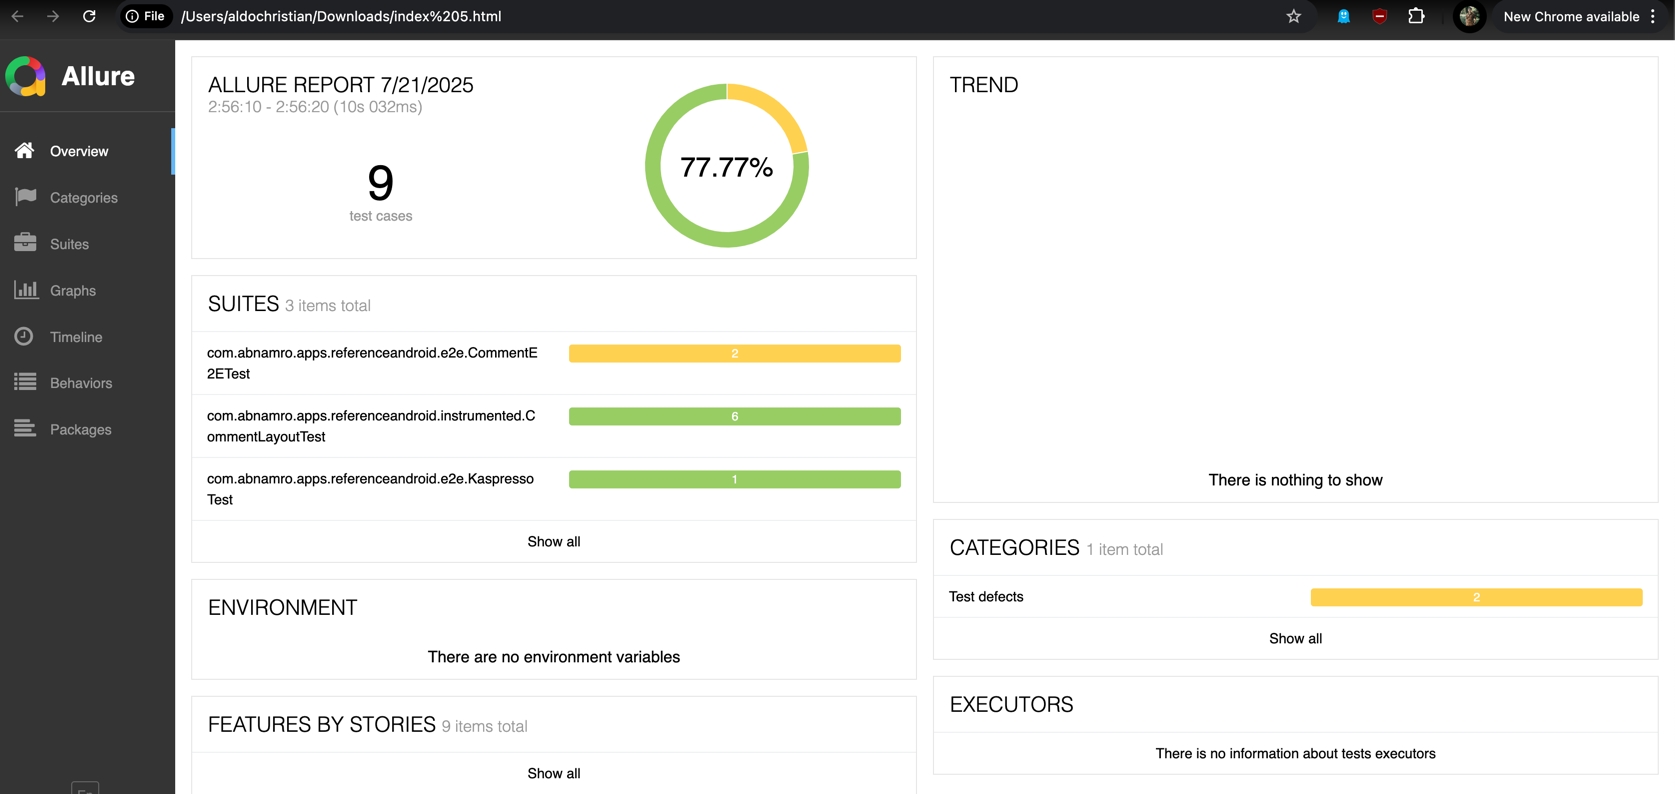 File
/Users/aldochristian/Downloads/index%205.html
New Chrome available
Allure
Overview
Categories
Suites
Graphs
Timeline
Behaviors
Packages
ALLURE REPORT 7/21/2025
2:56:10 - 2:56:20 (10s 032ms)
9
test cases
77.77%
SUITES 3 items total
com.abnamro.apps.referenceandroid.e2e.CommentE
2ETest
2
com.abnamro.apps.referenceandroid.instrumented.C
ommentLayoutTest
6
com.abnamro.apps.referenceandroid.e2e.Kaspresso
Test
1
Show all
ENVIRONMENT
There are no environment variables
FEATURES BY STORIES 9 items total
Show all
TREND
There is nothing to show
CATEGORIES 1 item total
Test defects
2
Show all
EXECUTORS
There is no information about tests executors